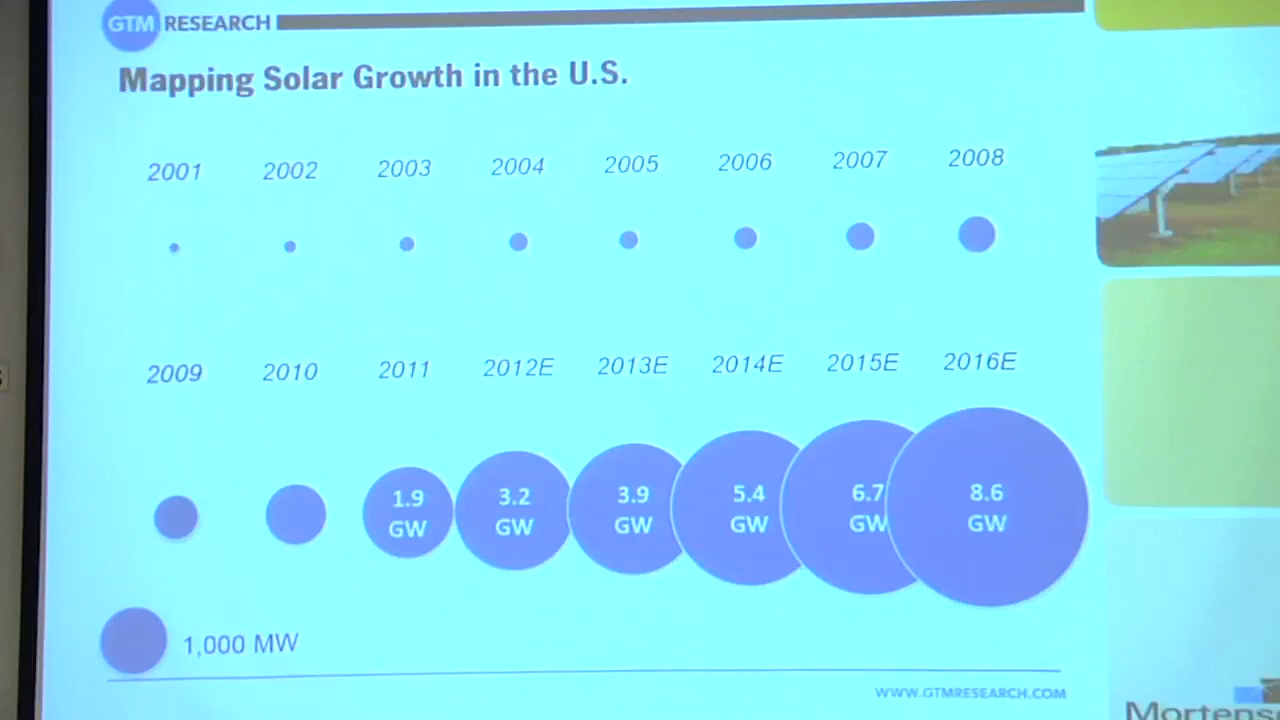 GTM RESEARCH
Mapping Solar Growth in the U.S.
2001 2002 2003 2004 2005 2006 2007 2008
2009 2010 2011 2012E 2013E 2014E 2015E 2016E
1.9 GW 3.2 GW 3.9 GW 5.4 GW 6.7 GW 8.6 GW
1,000 MW
WWW.GTMRESEARCH.COM